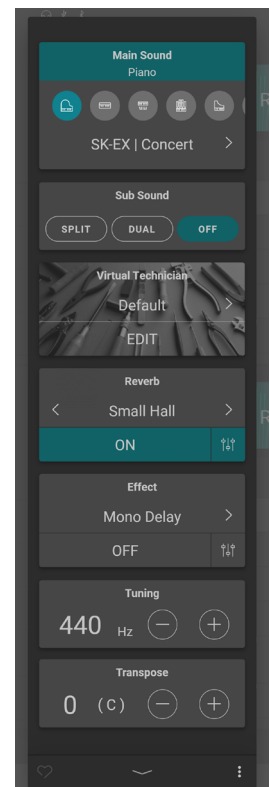 Main Sound
Piano
SK-EX | Concert
Sub Sound
SPLIT DUAL OFF
Virtual Technician
Default
EDIT
Reverb
Small Hall
ON
Effect
Mono Delay
OFF
Tuning
440 Hz
Transpose
0 (C)